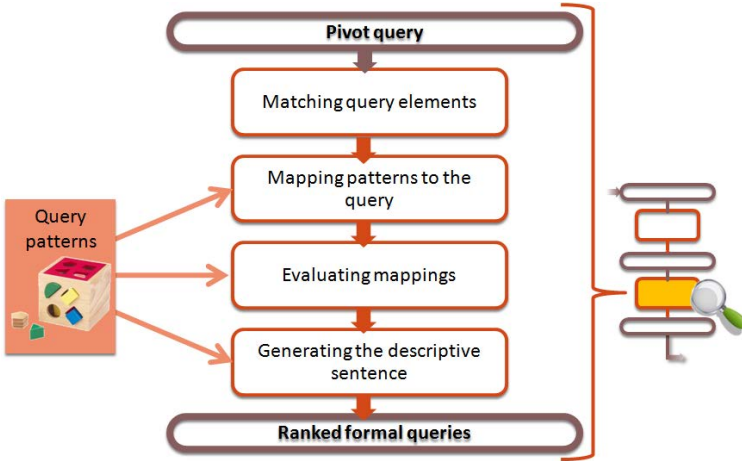 Pivot query
Matching query elements
Mapping patterns to the
query
Query
patterns
Evaluating mappings
Generating the descriptive
sentence
Ranked formal queries